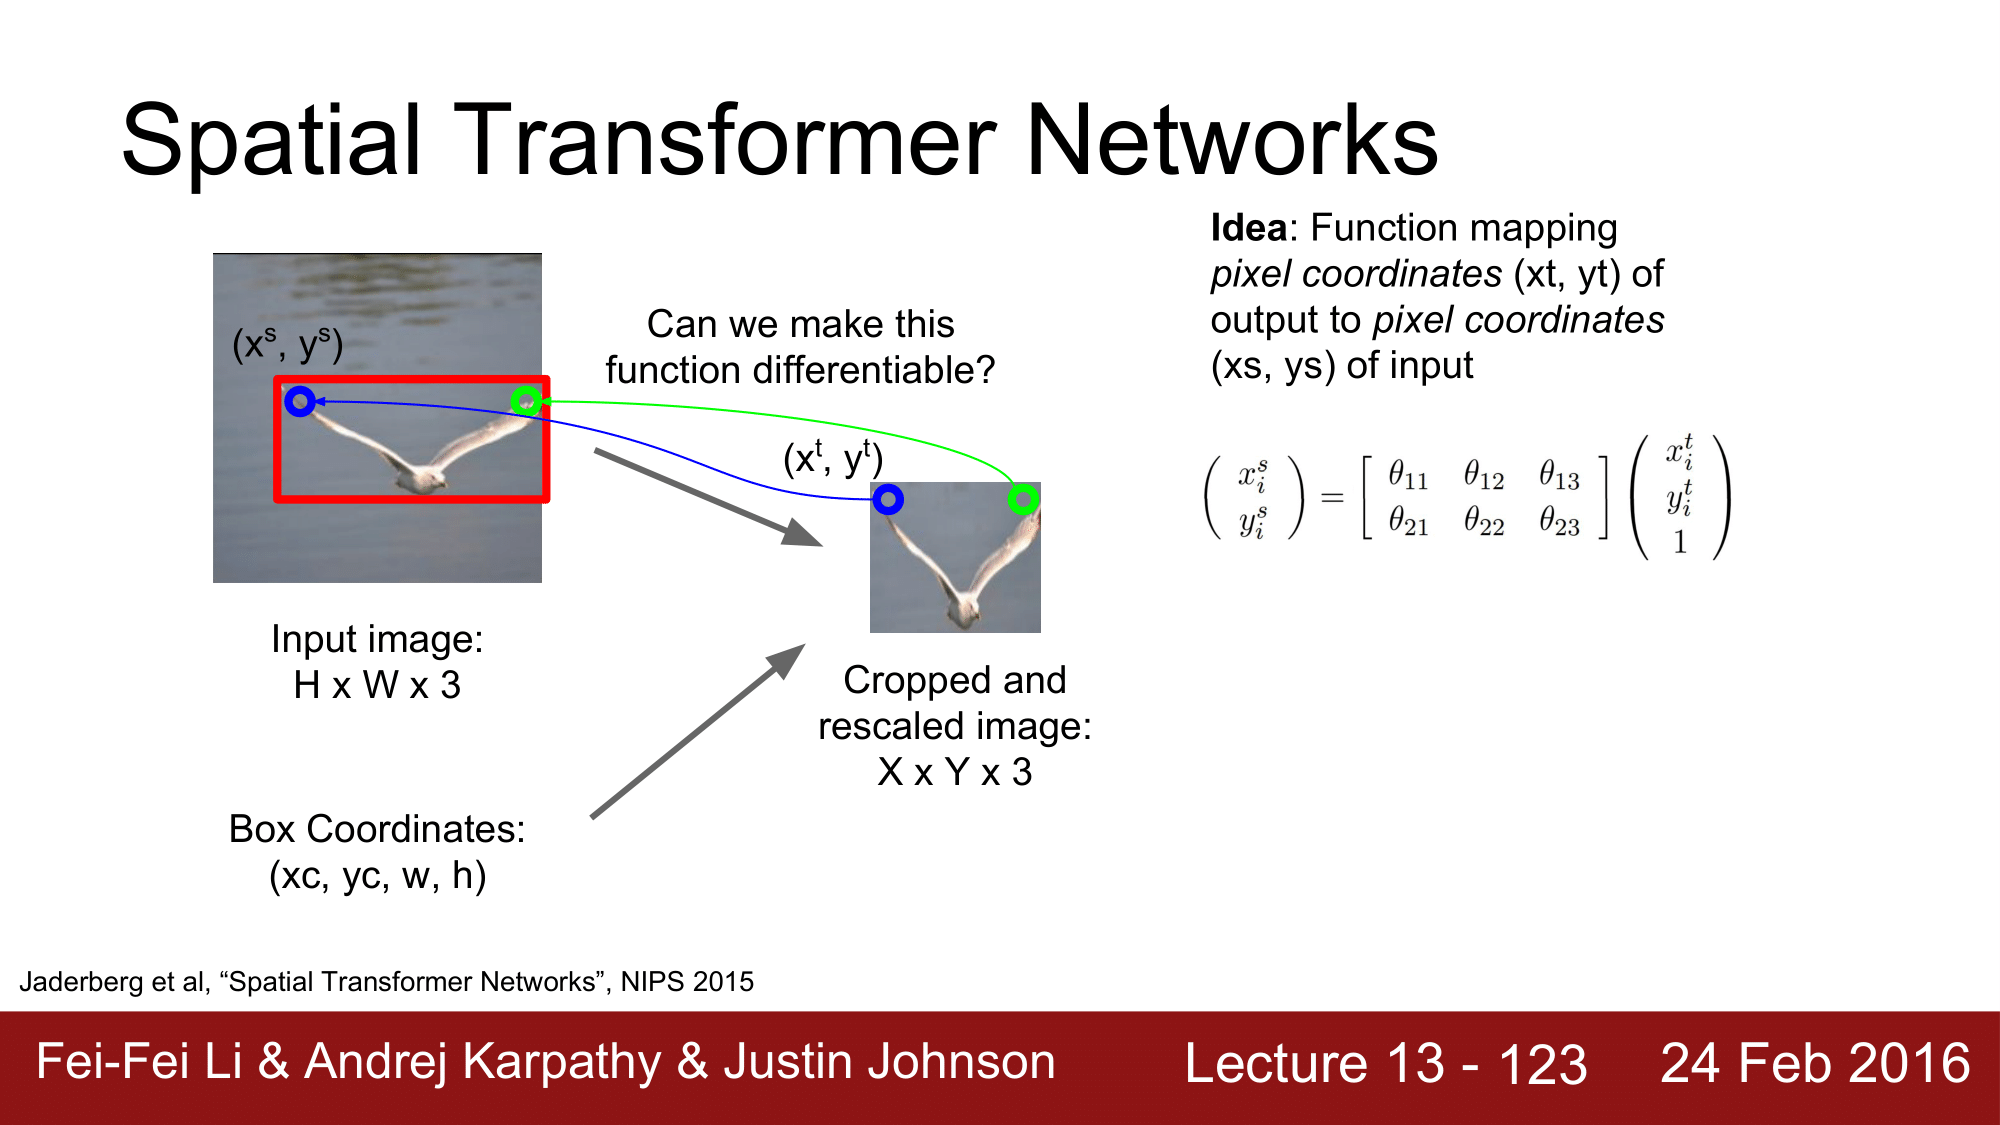 Spatial Transformer Networks
(xˢ, yˢ)
Input image:
H x W x 3
Box Coordinates:
(xc, yc, w, h)
Can we make this
function differentiable?
(xᵗ, yᵗ)
Cropped and
rescaled image:
X x Y x 3
Idea: Function mapping
pixel coordinates (xt, yt) of
output to pixel coordinates
(xs, ys) of input
\begin{pmatrix} x_i^s \\ y_i^s \end{pmatrix} = \begin{bmatrix} \theta_{11} & \theta_{12} & \theta_{13} \\ \theta_{21} & \theta_{22} & \theta_{23} \end{bmatrix} \begin{pmatrix} x_i^t \\ y_i^t \\ 1 \end{pmatrix}
Jaderberg et al, “Spatial Transformer Networks”, NIPS 2015
Fei-Fei Li & Andrej Karpathy & Justin Johnson
Lecture 13 - 123
24 Feb 2016